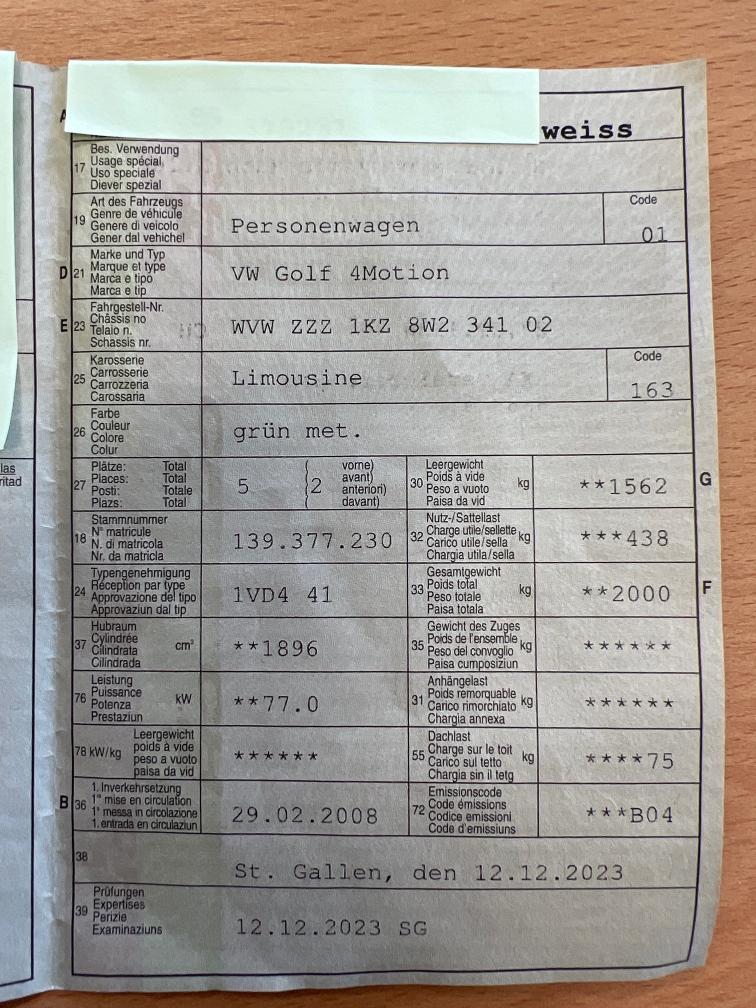 A
weiss
17 Bes. Verwendung
Usage spécial
Uso speciale
Diever spezial
19 Art des Fahrzeugs
Genre de véhicule
Genere di veicolo
Gener dal vehichel
Personenwagen
Code
01
D 21 Marke und Typ
Marque et type
Marca e tipo
Marca e tip
VW Golf 4Motion
E 23 Fahrgestell-Nr.
Châssis no
Telaio n.
Schassis nr.
WVW ZZZ 1KZ 8W2 341 02
25 Karosserie
Carrosserie
Carrozzeria
Carossaria
Limousine
Code
163
26 Farbe
Couleur
Colore
Colur
grün met.
27 Plätze: Total
Places: Total
Posti: Totale
Plazs: Total
5 (2 vorne)
avant)
anteriori)
davant)
30 Leergewicht
Poids à vide
Peso a vuoto
Paisa da vid
kg
**1562
G
18 Stammnummer
N° matricule
N. di matricola
Nr. da matricla
139.377.230
32 Nutz-/Sattellast
Charge utile/sellette
Carico utile/sella
Chargia utila/sella
kg
***438
24 Typengenehmigung
Réception par type
Approvazione del tipo
Approvaziun dal tip
1VD4 41
33 Gesamtgewicht
Poids total
Peso totale
Paisa totala
kg
**2000
F
37 Hubraum
Cylindrée
Cilindrata
Cilindrada
cm³
**1896
35 Gewicht des Zuges
Poids de l'ensemble
Peso del convoglio
Paisa cumposiziun
kg
******
76 Leistung
Puissance
Potenza
Prestaziun
kW
**77.0
31 Anhängelast
Poids remorquable
Carico rimorchiato
Chargia annexa
kg
******
78 kW/kg Leergewicht
poids à vide
peso a vuoto
paisa da vid
******
55 Dachlast
Charge sur le toit
Carico sul tetto
Chargia sin il tetg
kg
****75
B 36 1. Inverkehrsetzung
1re mise en circulation
1a messa in circolazione
1. entrada en circulaziun
29.02.2008
72 Emissionscode
Code émissions
Codice emissioni
Code d'emissiuns
***B04
38
St. Gallen, den 12.12.2023
39 Prüfungen
Expertises
Perizie
Examinaziuns
12.12.2023 SG
las
ritad